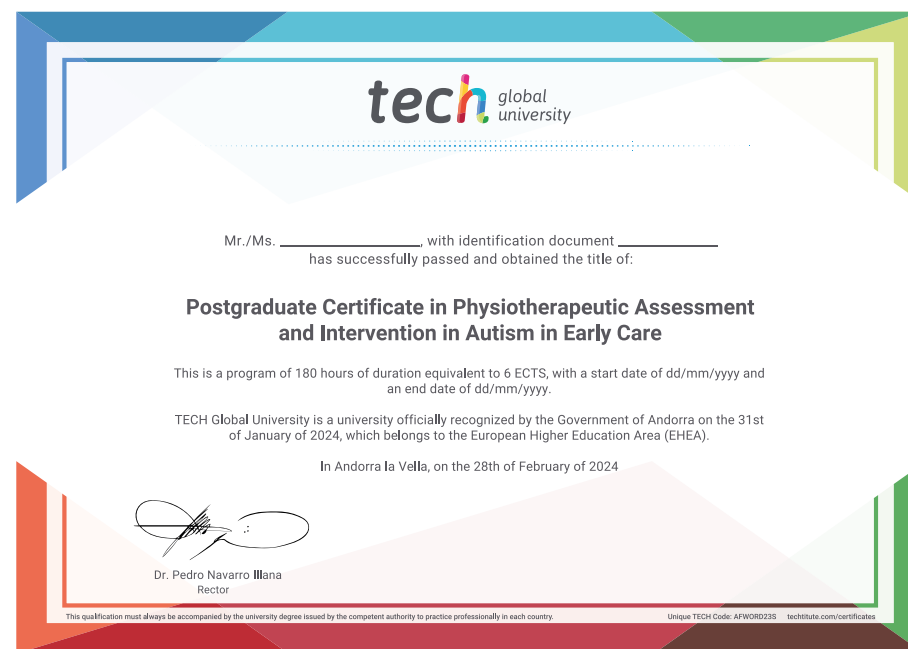 tech global
university
Mr./Ms. ____________________, with identification document ______________
has successfully passed and obtained the title of:
Postgraduate Certificate in Physiotherapeutic Assessment
and Intervention in Autism in Early Care
This is a program of 180 hours of duration equivalent to 6 ECTS, with a start date of dd/mm/yyyy and
an end date of dd/mm/yyyy.
TECH Global University is a university officially recognized by the Government of Andorra on the 31st
of January of 2024, which belongs to the European Higher Education Area (EHEA).
In Andorra la Vella, on the 28th of February of 2024
Dr. Pedro Navarro Illana
Rector
This qualification must always be accompanied by the university degree issued by the competent authority to practice professionally in each country. Unique TECH Code: AFWORD23S techtitute.com/certificates